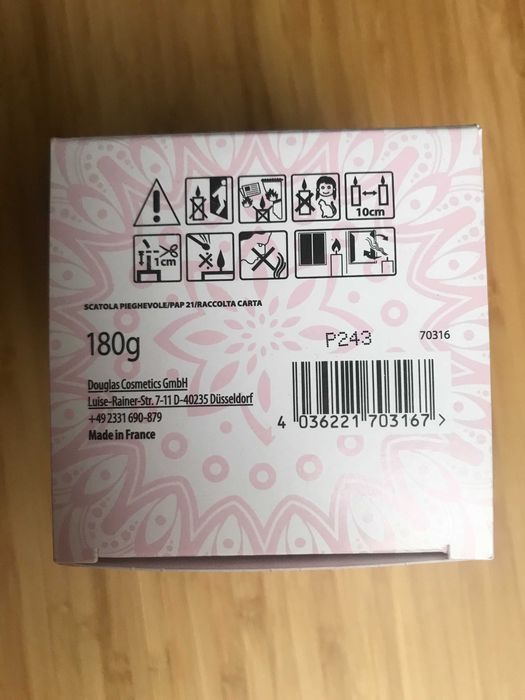 10cm
1cm
SCATOLA PIEGHEVOLE/PAP 21/RACCOLTA CARTA
180g
P243
70316
Douglas Cosmetics GmbH
Luise-Rainer-Str. 7-11 D-40235 Düsseldorf
+49 2331 690-879
Made in France
4 036221 703167 >